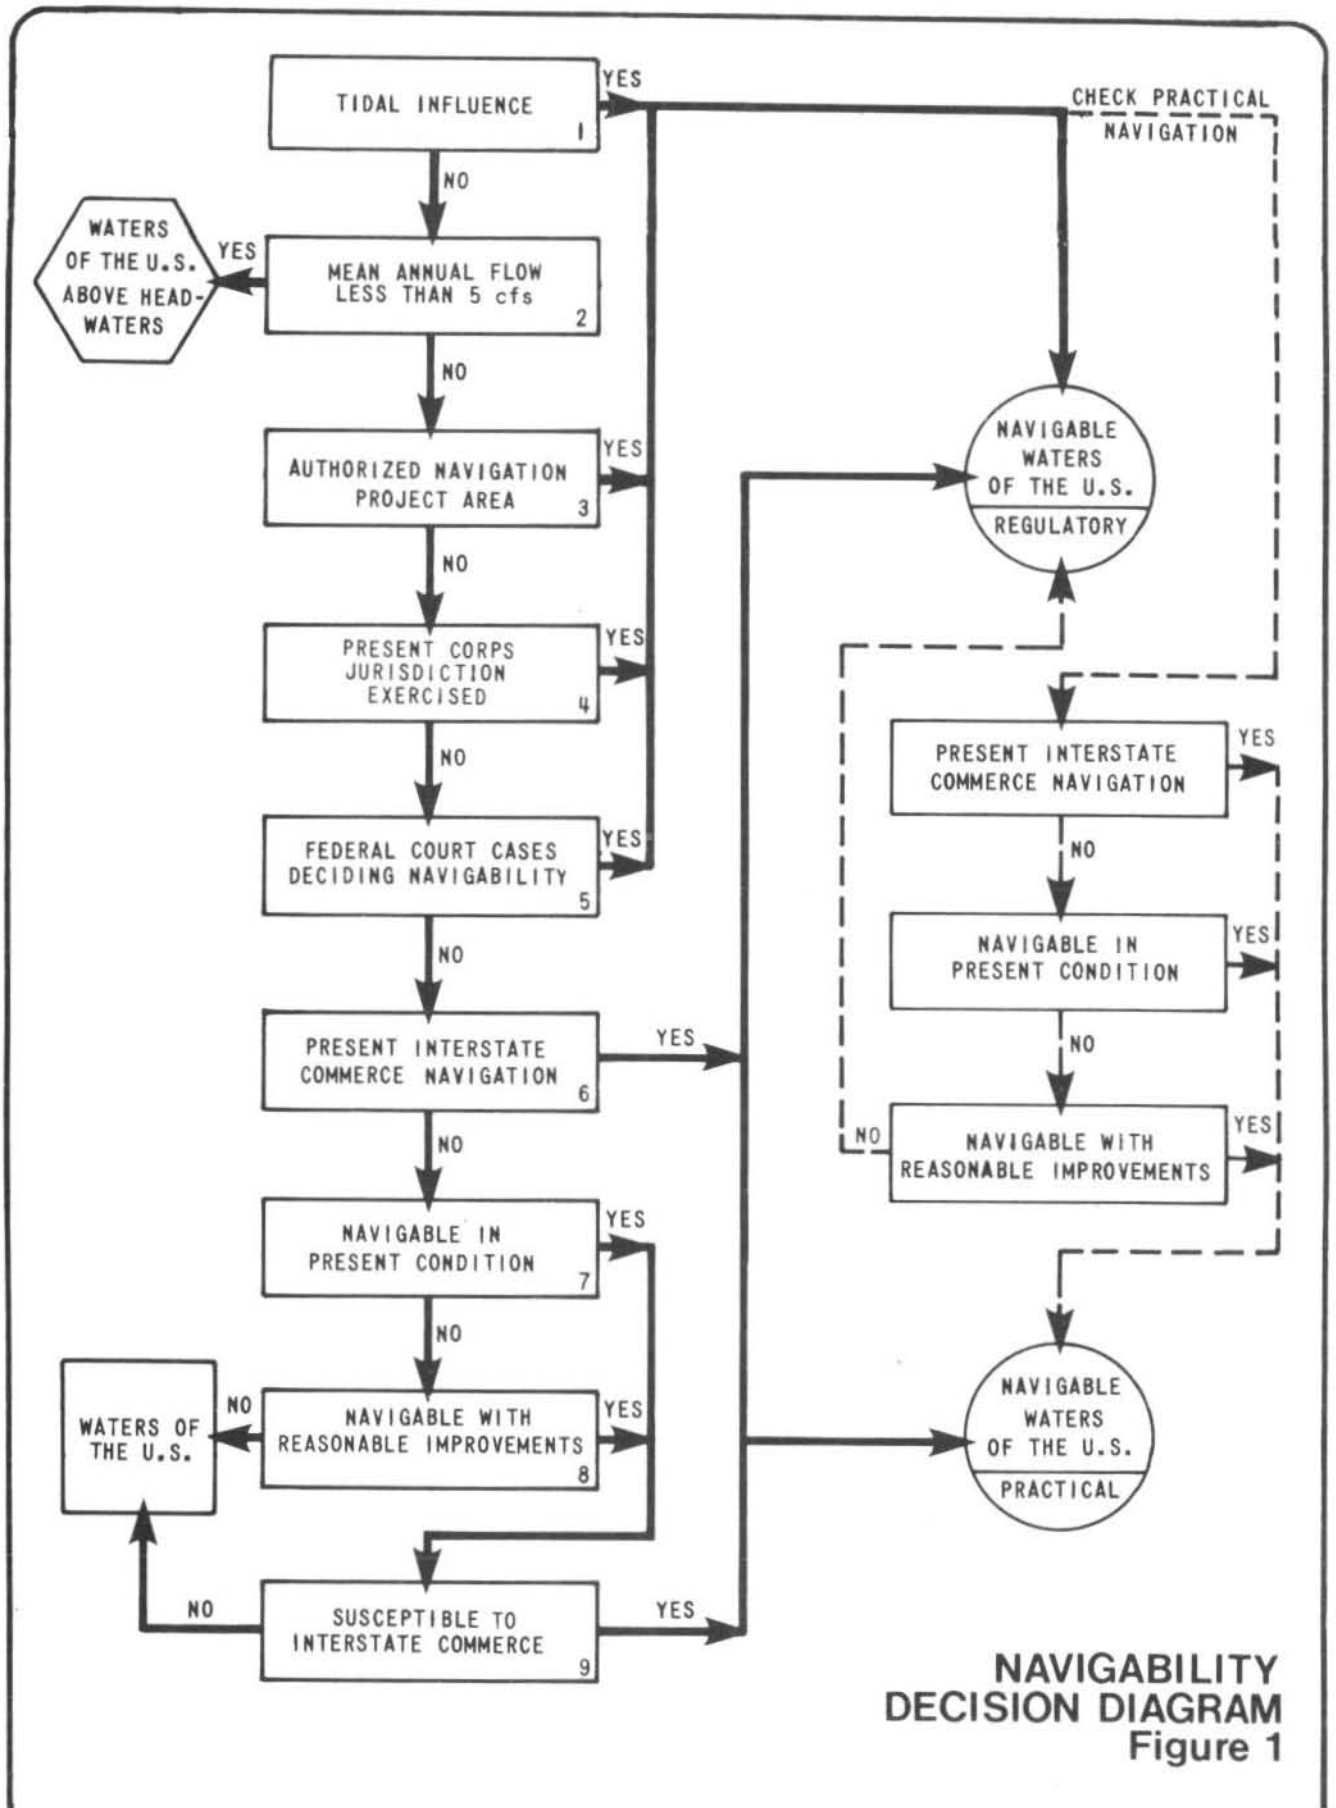 TIDAL INFLUENCE
1
YES
CHECK PRACTICAL
NAVIGATION
NO
WATERS
OF THE U.S.
ABOVE HEAD-
WATERS
YES
MEAN ANNUAL FLOW
LESS THAN 5 cfs
2
NO
AUTHORIZED NAVIGATION
PROJECT AREA
3
YES
NO
PRESENT CORPS
JURISDICTION
EXERCISED
4
YES
NO
FEDERAL COURT CASES
DECIDING NAVIGABILITY
5
YES
NO
PRESENT INTERSTATE
COMMERCE NAVIGATION
6
YES
NO
NAVIGABLE IN
PRESENT CONDITION
7
YES
NO
WATERS OF
THE U.S.
NO
NAVIGABLE WITH
REASONABLE IMPROVEMENTS
8
YES
NO
SUSCEPTIBLE TO
INTERSTATE COMMERCE
9
YES
NAVIGABLE
WATERS
OF THE U.S.
REGULATORY
PRESENT INTERSTATE
COMMERCE NAVIGATION
YES
NO
NAVIGABLE IN
PRESENT CONDITION
YES
NO
NO
NAVIGABLE WITH
REASONABLE IMPROVEMENTS
YES
NAVIGABLE
WATERS
OF THE U.S.
PRACTICAL
NAVIGABILITY
DECISION DIAGRAM
Figure 1